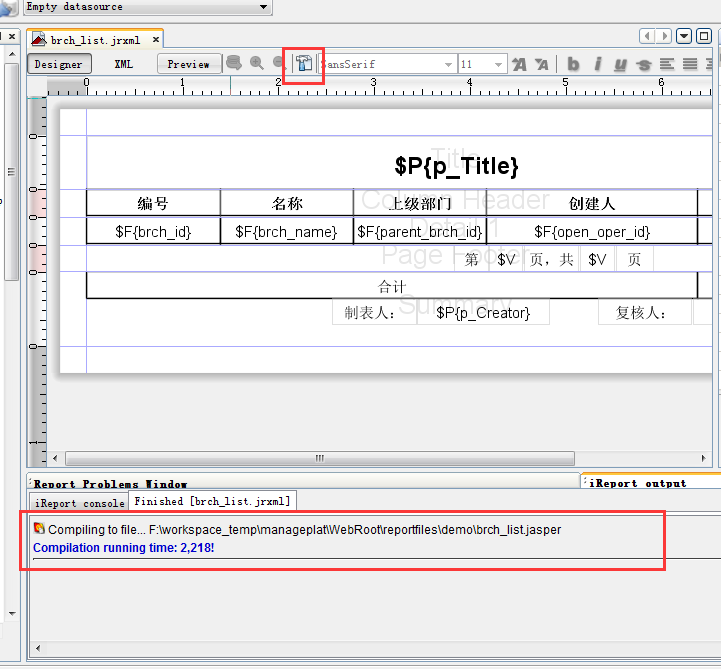 Empty datasource
brch_list.jrxml
Designer XML Preview SansSerif 11
0 1 2 3 4 5 6
Title
$P{p_Title}
Column Header
编号 名称 上级部门 创建人
Detail 1
$F{brch_id} $F{brch_name} $F{parent_brch_id} $F{open_oper_id}
Page Footer
第 $V 页，共 $V 页
合计
Summary
制表人： $P{p_Creator} 复核人：
Report Problems Window iReport output
iReport console Finished [brch_list.jrxml]
Compiling to file... F:\workspace_temp\manageplat\WebRoot\reportfiles\demo\brch_list.jasper
Compilation running time: 2,218!